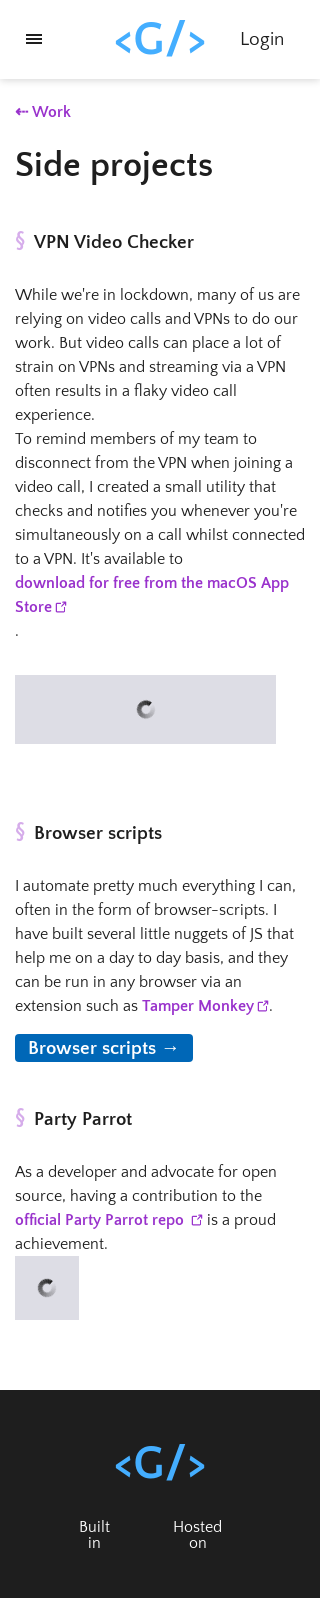 <G/>
Login
⇠ Work
Side projects
§ VPN Video Checker
While we're in lockdown, many of us are
relying on video calls and VPNs to do our
work. But video calls can place a lot of
strain on VPNs and streaming via a VPN
often results in a flaky video call
experience.
To remind members of my team to
disconnect from the VPN when joining a
video call, I created a small utility that
checks and notifies you whenever you're
simultaneously on a call whilst connected
to a VPN. It's available to
download for free from the macOS App
Store
.
§ Browser scripts
I automate pretty much everything I can,
often in the form of browser-scripts. I
have built several little nuggets of JS that
help me on a day to day basis, and they
can be run in any browser via an
extension such as Tamper Monkey.
Browser scripts →
§ Party Parrot
As a developer and advocate for open
source, having a contribution to the
official Party Parrot repo is a proud
achievement.
<G/>
Built
in
Hosted
on